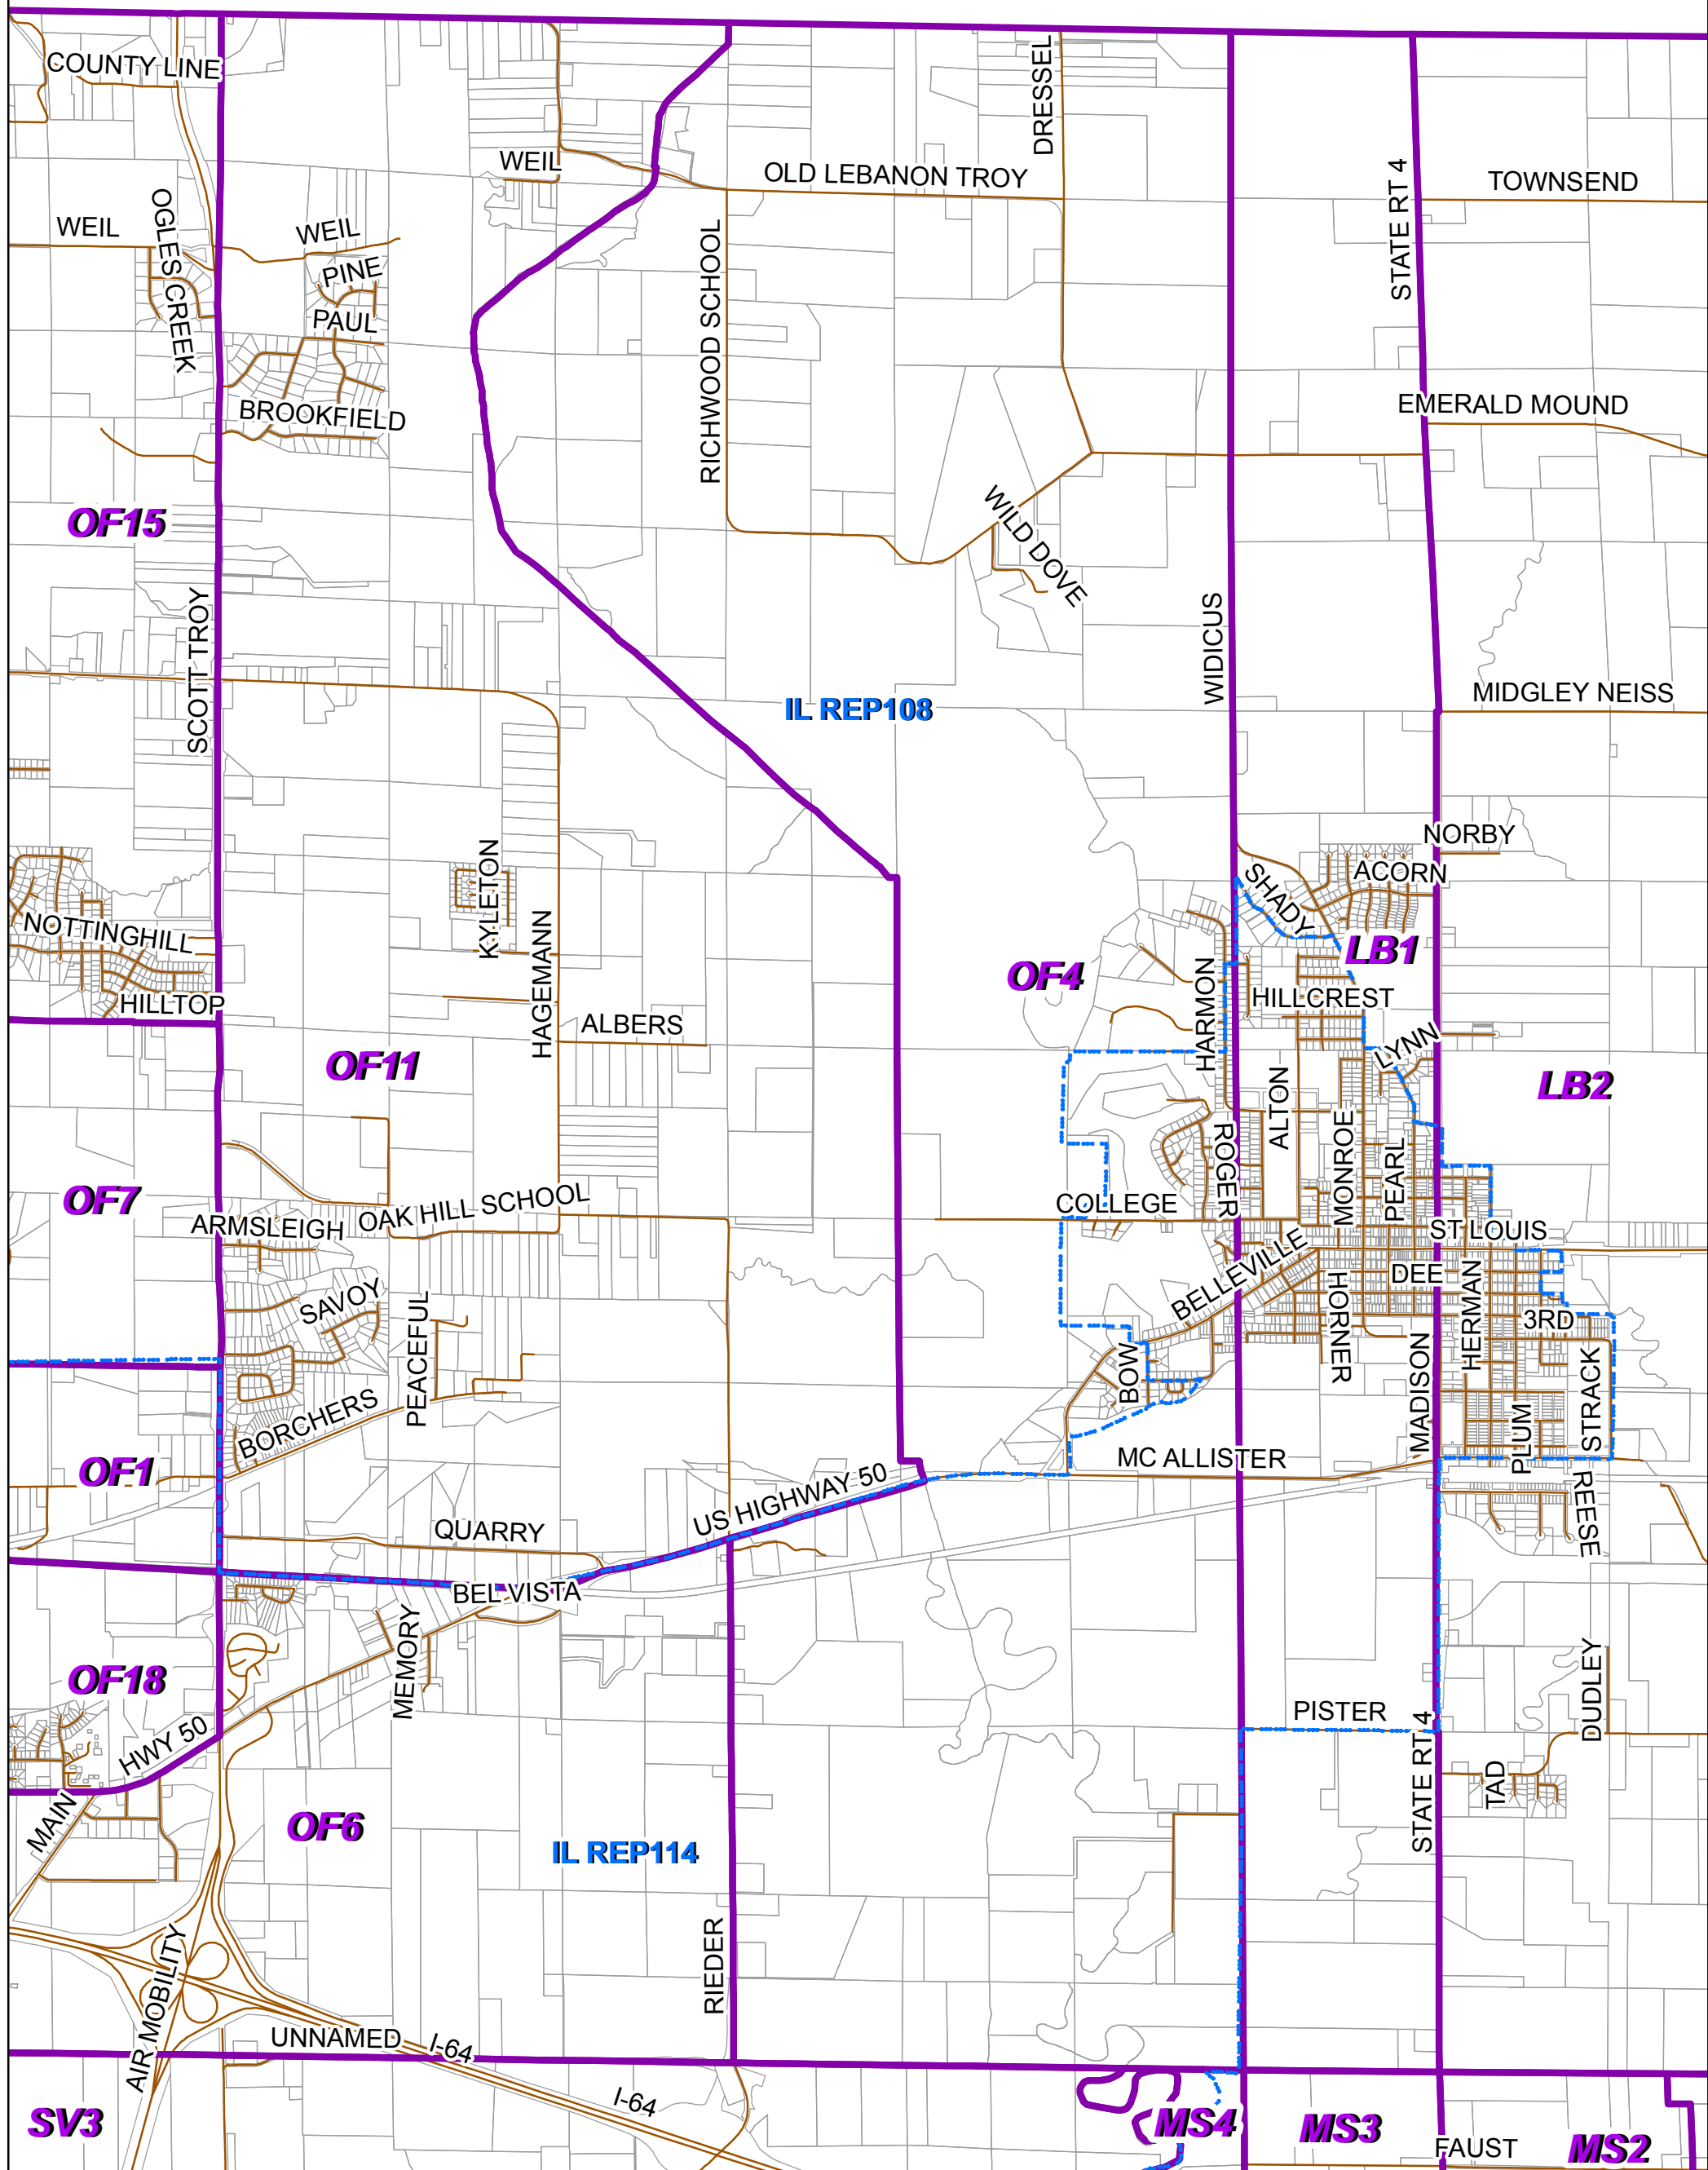 COUNTY LINE
DRESSEL
WEIL
OLD LEBANON TROY
STATE RT 4
TOWNSEND
OGLES CREEK
WEIL
WEIL
PINE
RICHWOOD SCHOOL
PAUL
BROOKFIELD
EMERALD MOUND
OF15
WILD DOVE
SCOTT TROY
WIDICUS
IL REP108
MIDGLEY NEISS
NORBY
KYLETON
ACORN
SHADY
NOTTINGHILL
HAGEMANN
LB1
OF4
HARMON
HILLCREST
HILLTOP
ALBERS
LYNN
OF11
LB2
ALTON
ROGER
MONROE
PEARL
OF7
OAK HILL SCHOOL
COLLEGE
ARMSLEIGH
ST LOUIS
BELLEVILLE
DEE
SAVOY
HERMAN
HORNER
3RD
PEACEFUL
BOW
MADISON
STRACK
BORCHERS
PLUM
OF1
MC ALLISTER
US HIGHWAY 50
REESE
QUARRY
BEL VISTA
MEMORY
OF18
DUDLEY
PISTER
HWY 50
STATE RT 4
TAD
MAIN
OF6
IL REP114
RIEDER
AIR MOBILITY
UNNAMED
I-64
I-64
SV3
MS4
MS3
FAUST
MS2